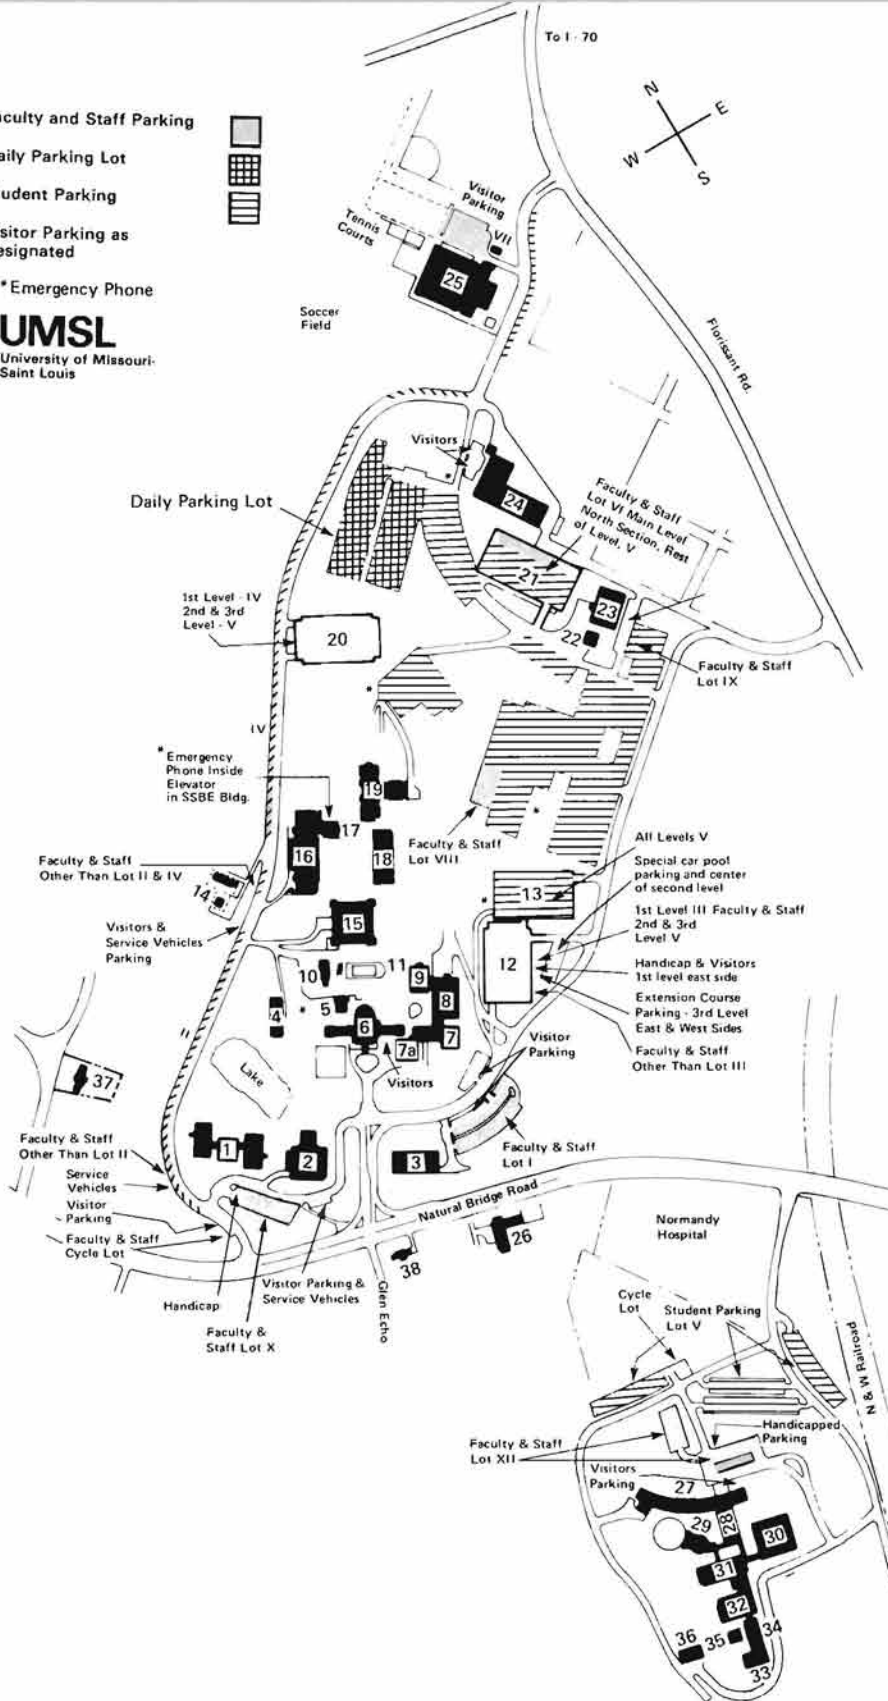 To I - 70
N
E
W
S
aculty and Staff Parking
aily Parking Lot
udent Parking
sitor Parking as
esignated
*Emergency Phone
UMSL
University of Missouri-
Saint Louis
Visitor
Parking
VII
Tennis
Courts
25
Soccer
Field
Florissant Rd.
Visitors
24
Daily Parking Lot
Faculty & Staff
Lot VI Main Level
North Section, Rest
of Level, V
21
1st Level - IV
2nd & 3rd
Level - V
20
23
22
Faculty & Staff
Lot IX
*
IV
*Emergency
Phone Inside
Elevator
in SSBE Bldg.
19
17
16
18
Faculty & Staff
Lot VIII
*
All Levels V
Special car pool
parking and center
of second level
Faculty & Staff
Other Than Lot II & IV
14
13
*
1st Level III Faculty & Staff
2nd & 3rd
Level V
Visitors &
Service Vehicles
Parking
15
12
Handicap & Visitors
1st level east side
10
11
9
8
Extension Course
Parking - 3rd Level
East & West Sides
4
5
*
6
7
7a
Visitors
Visitor
Parking
Faculty & Staff
Other Than Lot III
II
Lake
37
Faculty & Staff
Other Than Lot II
1
2
3
Faculty & Staff
Lot I
Service
Vehicles
Visitor
Parking
Faculty & Staff
Cycle Lot
Natural Bridge Road
26
38
Normandy
Hospital
Handicap
Visitor Parking &
Service Vehicles
Faculty &
Staff Lot X
Glen Echo
Cycle
Lot
Student Parking
Lot V
N & W Railroad
Handicapped
Parking
Faculty & Staff
Lot XII
Visitors
Parking
27
28
29
30
31
32
36
35
34
33